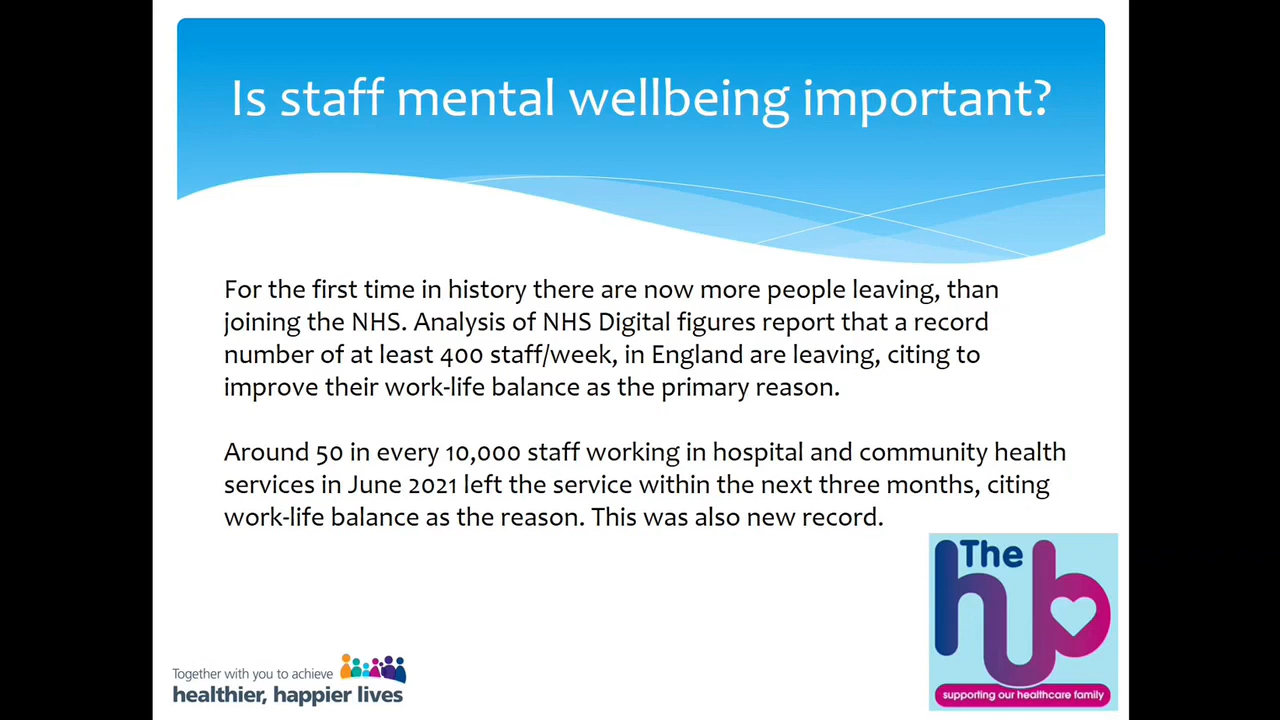 Is staff mental wellbeing important?
For the first time in history there are now more people leaving, than
joining the NHS. Analysis of NHS Digital figures report that a record
number of at least 400 staff/week, in England are leaving, citing to
improve their work-life balance as the primary reason.
Around 50 in every 10,000 staff working in hospital and community health
services in June 2021 left the service within the next three months, citing
work-life balance as the reason. This was also new record.
The
hub
supporting our healthcare family
Together with you to achieve
healthier, happier lives